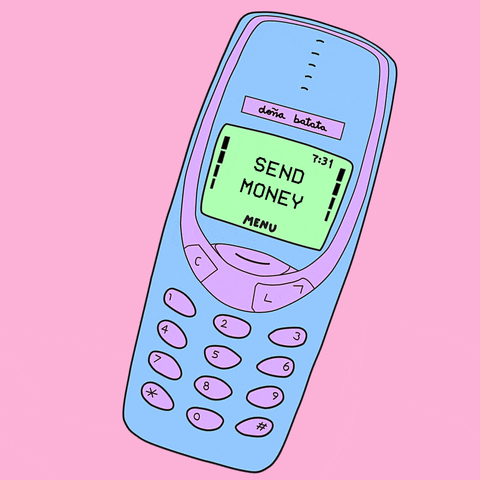 doña batata
7:31
SEND
MONEY
MENU
C
L
1 2 3
4 5 6
7 8 9
* 0 #